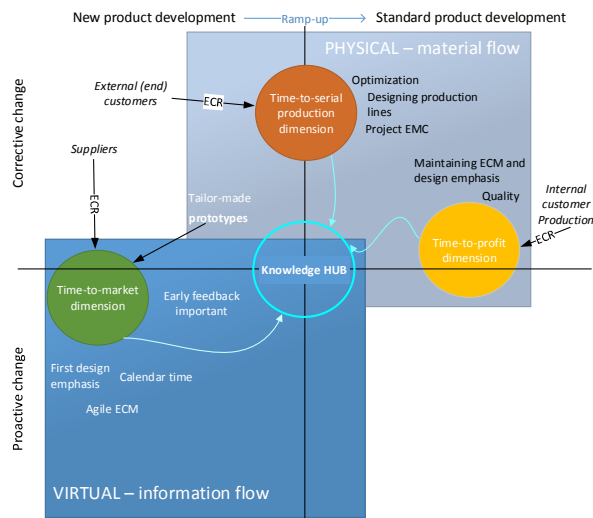 New product development
Ramp-up
Standard product development
PHYSICAL – material flow
Corrective change
External (end)
customers
ECR
Time-to-serial
production
dimension
Optimization
Designing production
lines
Project EMC
Suppliers
ECR
Maintaining ECM and
design emphasis
Quality
Internal
customer
Production
ECR
Tailor-made
prototypes
Time-to-profit
dimension
Knowledge HUB
Time-to-market
dimension
Early feedback
important
Proactive change
First design
emphasis
Calendar time
Agile ECM
VIRTUAL – information flow